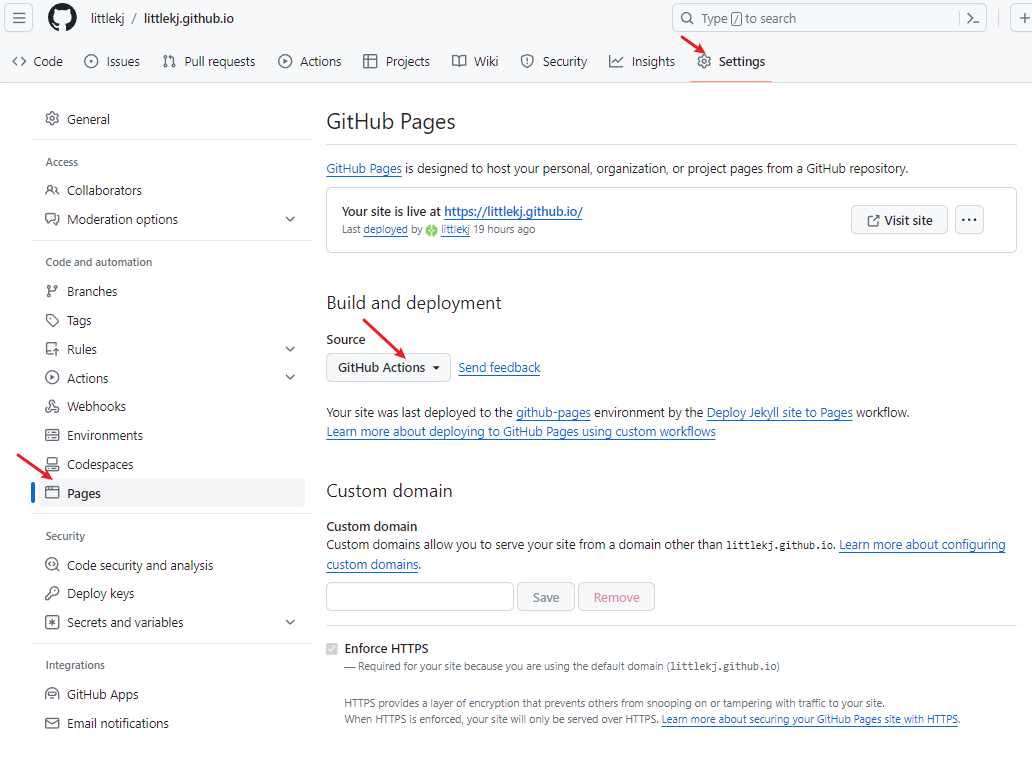 littlekj / littlekj.github.io
Type / to search
Code Issues Pull requests Actions Projects Wiki Security Insights Settings
General
Access
Collaborators
Moderation options
Code and automation
Branches
Tags
Rules
Actions
Webhooks
Environments
Codespaces
Pages
Security
Code security and analysis
Deploy keys
Secrets and variables
Integrations
GitHub Apps
Email notifications
GitHub Pages
GitHub Pages is designed to host your personal, organization, or project pages from a GitHub repository.
Your site is live at https://littlekj.github.io/
Last deployed by littlekj 19 hours ago
Visit site
Build and deployment
Source
GitHub Actions Send feedback
Your site was last deployed to the github-pages environment by the Deploy Jekyll site to Pages workflow.
Learn more about deploying to GitHub Pages using custom workflows
Custom domain
Custom domain
Custom domains allow you to serve your site from a domain other than littlekj.github.io. Learn more about configuring
custom domains.
Save Remove
Enforce HTTPS
— Required for your site because you are using the default domain (littlekj.github.io)
HTTPS provides a layer of encryption that prevents others from snooping on or tampering with traffic to your site.
When HTTPS is enforced, your site will only be served over HTTPS. Learn more about securing your GitHub Pages site with HTTPS.